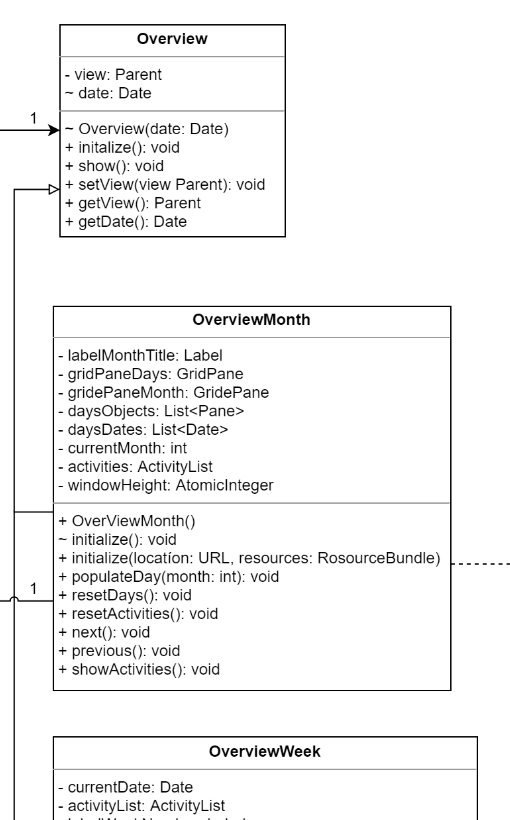 Overview
- view: Parent
~ date: Date
1
~ Overview(date: Date)
+ initalize(): void
+ show(): void
+ setView(view Parent): void
+ getView(): Parent
+ getDate(): Date
OverviewMonth
- labelMonthTitle: Label
- gridPaneDays: GridPane
- gridePaneMonth: GridePane
- daysObjects: List<Pane>
- daysDates: List<Date>
- currentMonth: int
- activities: ActivityList
- windowHeight: AtomicInteger
+ OverViewMonth()
~ initialize(): void
+ initialize(locatíon: URL, resources: RosourceBundle)
+ populateDay(month: int): void
1
+ resetDays(): void
+ resetActivities(): void
+ next(): void
+ previous(): void
+ showActivities(): void
OverviewWeek
- currentDate: Date
- activityList: ActivityList